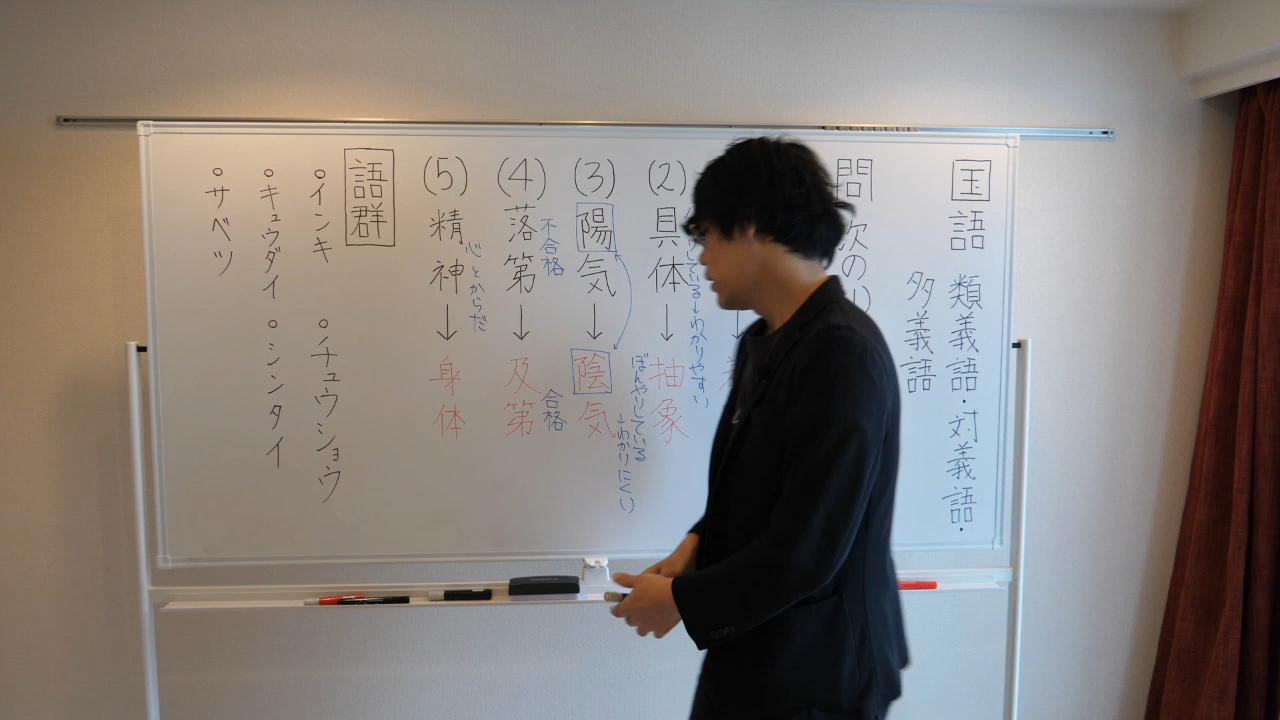 国語 類義語・対義語・
多義語
問 次の
(2) 具体 → 抽象
している→わかりやすい
ぼんやりしている
→わかりにくい
(3) 陽気 → 陰気
(4) 落第 → 及第
不合格 合格
(5) 精神 → 身体
心とからだ
語群
・インキ ・チュウショウ
・キュウダイ ・シンタイ
・サベツ